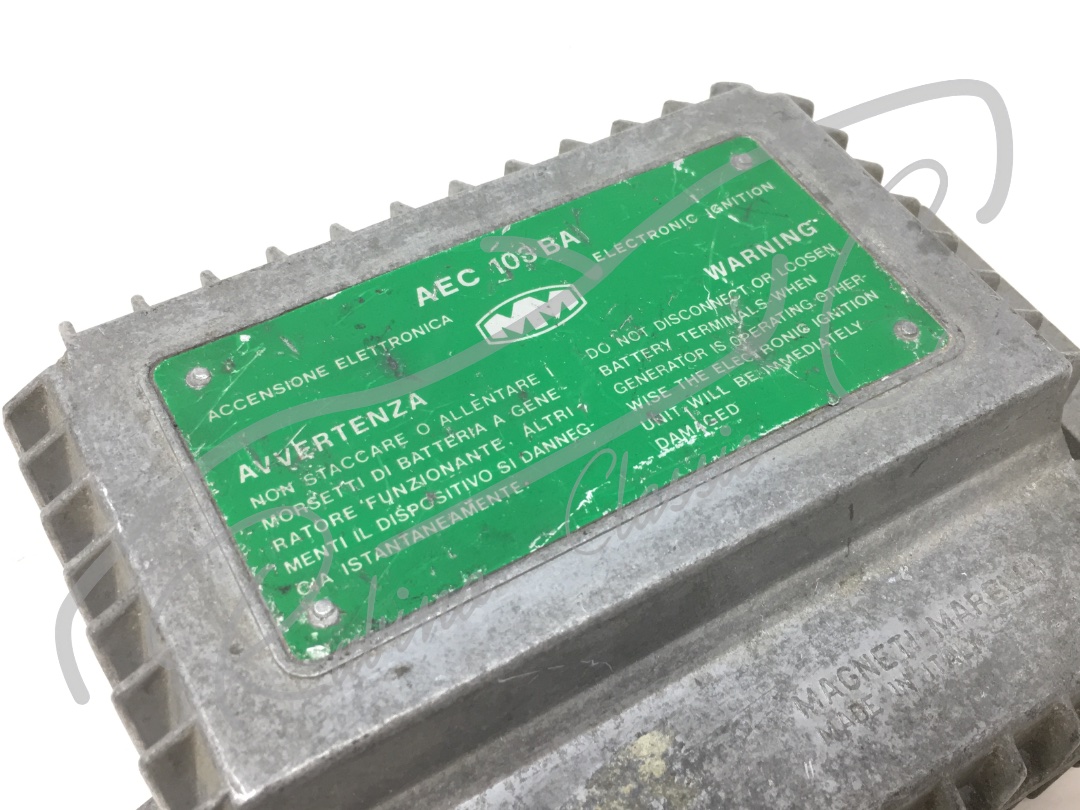 AEC 103 BA
ACCENSIONE ELETTRONICA MM ELECTRONIC IGNITION
AVVERTENZA
NON STACCARE O ALLENTARE I
MORSETTI DI BATTERIA A GENE
RATORE FUNZIONANTE. ALTRI
MENTI IL DISPOSITIVO SI DANNEG-
GIA ISTANTANEAMENTE.
WARNING
DO NOT DISCONNECT OR LOOSEN
BATTERY TERMINALS WHEN
GENERATOR IS OPERATING OTHER-
WISE THE ELECTRONIC IGNITION
UNIT WILL BE IMMEDIATELY
DAMAGED
MAGNETI-MARELLI
MADE IN ITALY